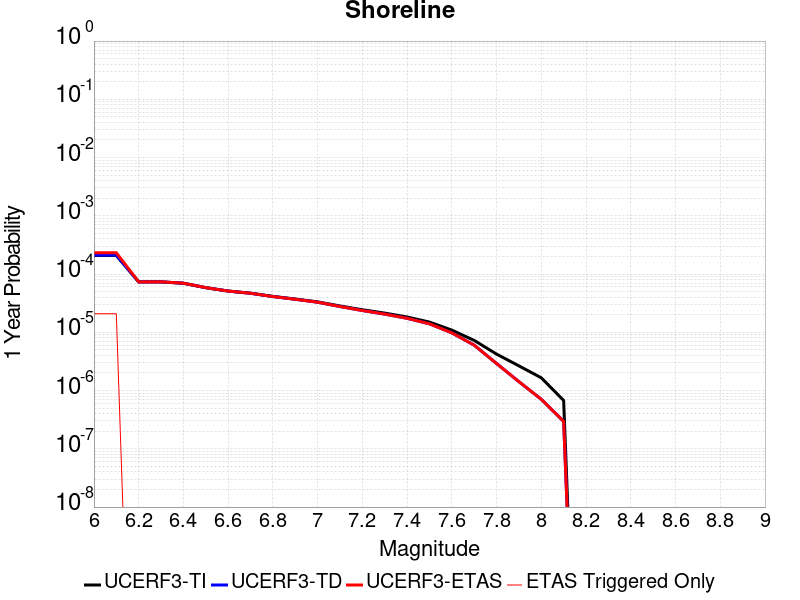 Shoreline
10^0
10^-1
10^-2
10^-3
10^-4
10^-5
10^-6
10^-7
10^-8
1 Year Probability
6 6.2 6.4 6.6 6.8 7 7.2 7.4 7.6 7.8 8 8.2 8.4 8.6 8.8 9
Magnitude
UCERF3-TI UCERF3-TD UCERF3-ETAS ETAS Triggered Only